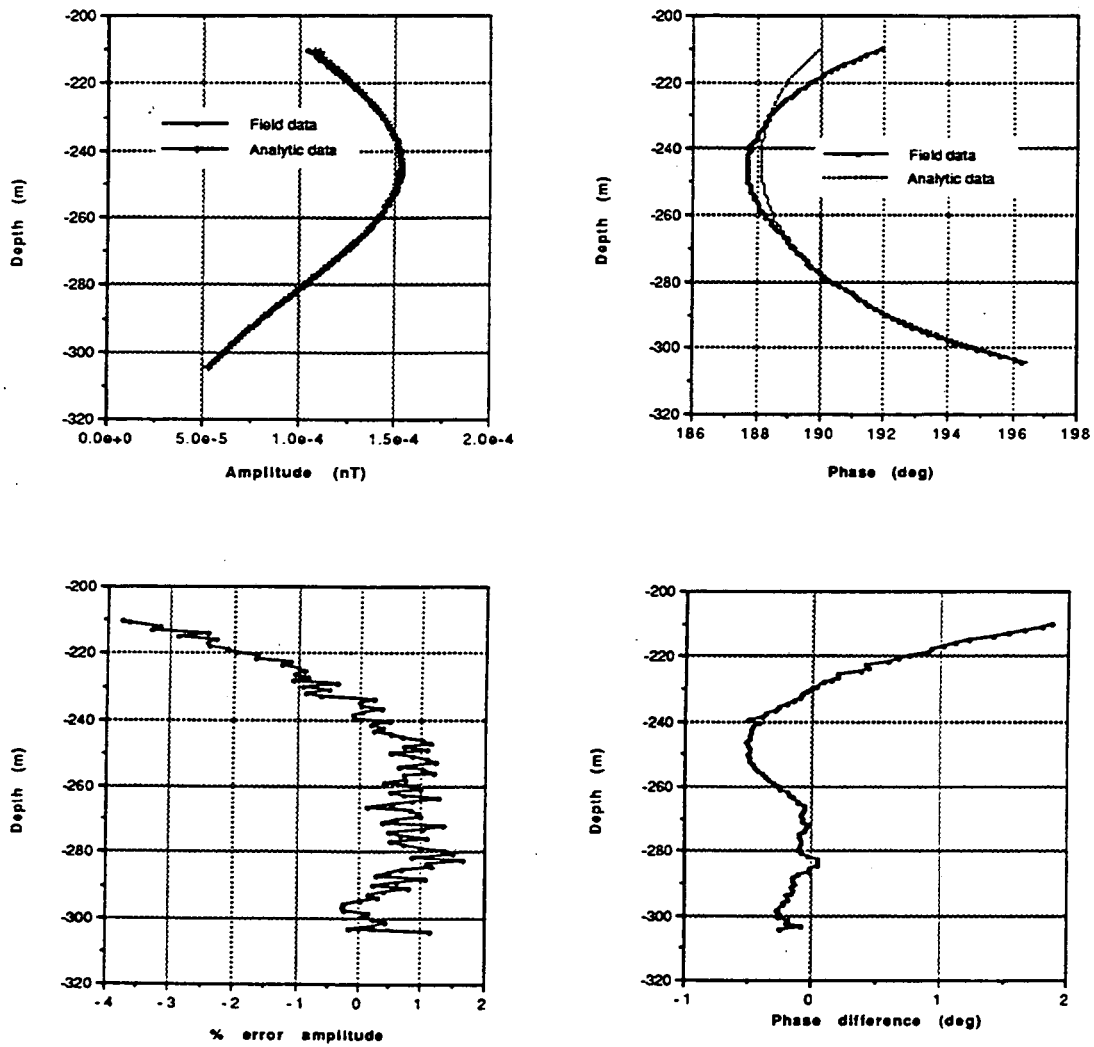 -200
-220
-240
-260
-280
-300
-320
Depth (m)
Field data
Analytic data
0.0e+0 5.0e-5 1.0e-4 1.5e-4 2.0e-4
Amplitude (nT)
-200
-220
-240
-260
-280
-300
-320
Depth (m)
Field data
Analytic data
186 188 190 192 194 196 198
Phase (deg)
-200
-220
-240
-260
-280
-300
-320
Depth (m)
-4 -3 -2 -1 0 1 2
% error amplitude
-200
-220
-240
-260
-280
-300
-320
Depth (m)
-1 0 1 2
Phase difference (deg)